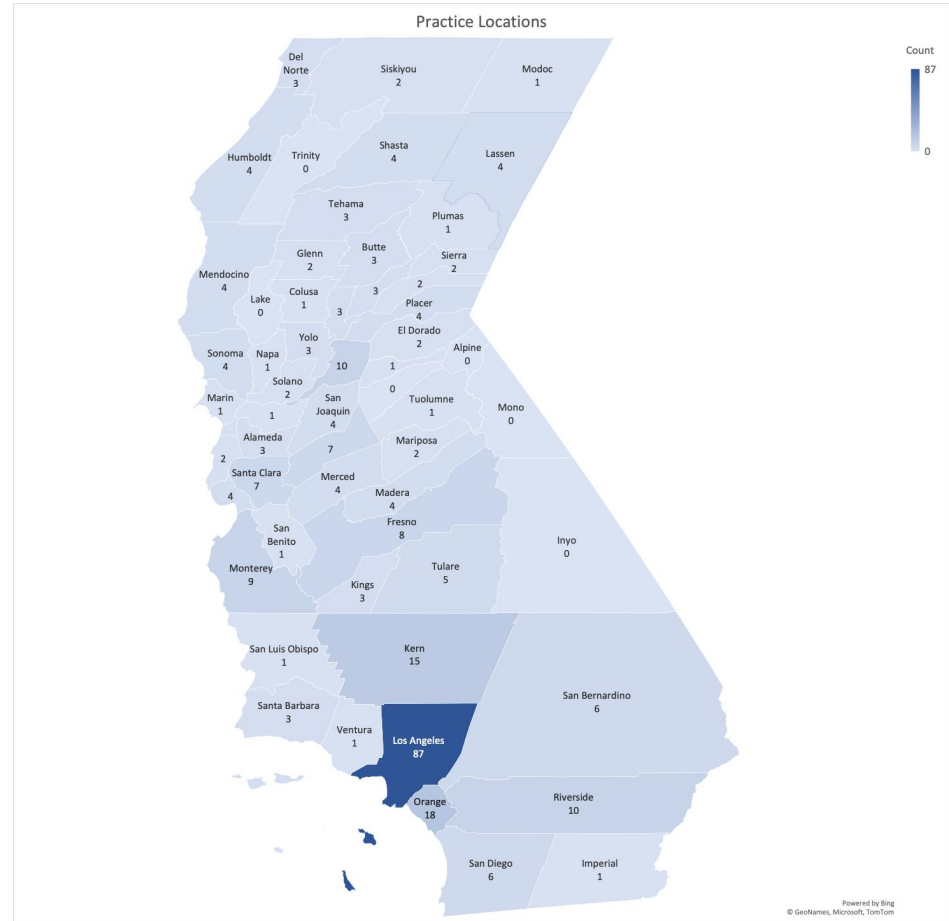 Practice Locations
Count
87
0
Del
Norte
3
Siskiyou
2
Modoc
1
Humboldt
4
Trinity
0
Shasta
4
Lassen
4
Tehama
3
Plumas
1
Glenn
2
Butte
3
Sierra
2
Mendocino
4
Lake
0
Colusa
1
3
3
2
Placer
4
El Dorado
2
Sonoma
4
Napa
1
Yolo
3
10
1
Alpine
0
Solano
2
0
Marin
1
1
San
Joaquin
4
Tuolumne
1
Mono
0
Alameda
3
7
Mariposa
2
2
Santa Clara
7
4
Merced
4
Madera
4
San
Benito
1
Fresno
8
Inyo
0
Monterey
9
Kings
3
Tulare
5
San Luis Obispo
1
Kern
15
San Bernardino
6
Santa Barbara
3
Ventura
1
Los Angeles
87
Orange
18
Riverside
10
San Diego
6
Imperial
1
Powered by Bing
© GeoNames, Microsoft, TomTom